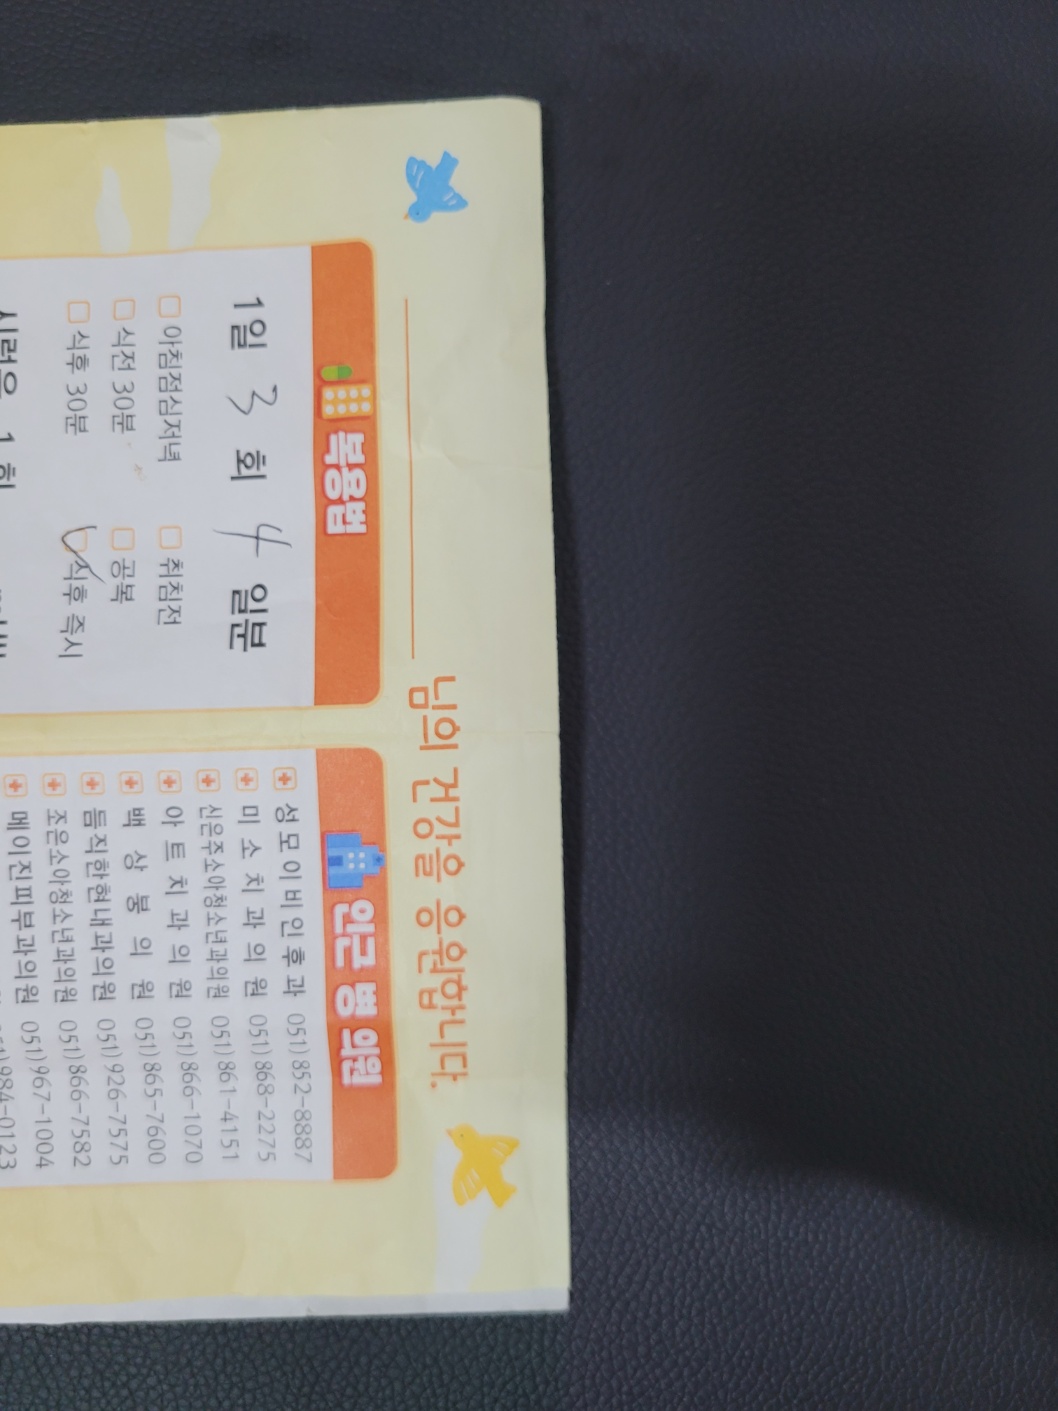 님의 건강을 응원합니다.
복용법
1일 3 회 4 일분
아침점심저녁 취침전
식전 30분 공복
식후 30분 식후 즉시
시럽은 1 회
인근 병 의원
성모이비인후과 051)852-8887
미소치과의원 051)868-2275
신은주소아청소년과의원 051)861-4151
아트치과의원 051)866-1070
백상봉의원 051)865-7600
듬직한현내과의원 051)926-7575
조은소아청소년과의원 051)866-7582
메이진피부과의원 051)967-1004
984-0123